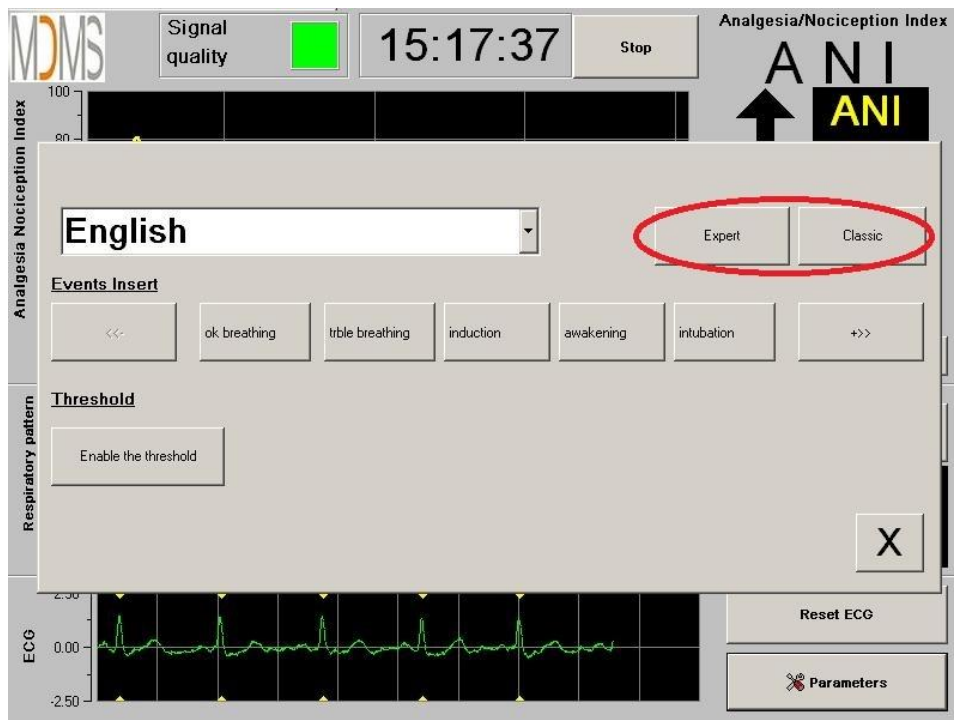 MDMS
Signal
quality
15:17:37
Stop
Analgesia/Nociception Index
ANI
ANI
Analgesia Nociception Index
100
80
English
Expert
Classic
Events Insert
<<-
ok breathing
trble breathing
induction
awakening
intubation
+>>
Threshold
Enable the threshold
X
Respiratory pattern
ECG
2.50
0.00
-2.50
Reset ECG
Parameters